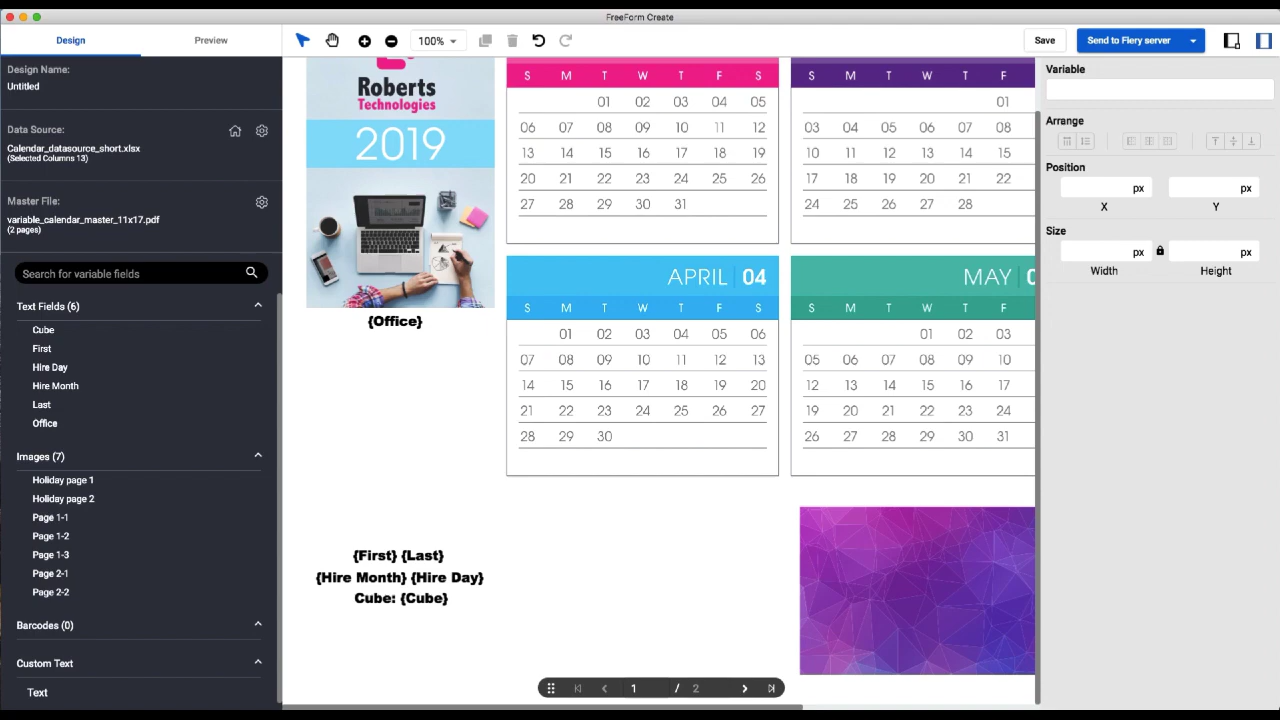 FreeForm Create
Design
Preview
100%
Save
Send to Fiery server
Design Name:
Untitled
Data Source:
Calendar_datasource_short.xlsx
(Selected Columns 13)
Master File:
variable_calendar_master_11x17.pdf
(2 pages)
Search for variable fields
Text Fields (6)
Cube
First
Hire Day
Hire Month
Last
Office
Images (7)
Holiday page 1
Holiday page 2
Page 1-1
Page 1-2
Page 1-3
Page 2-1
Page 2-2
Barcodes (0)
Custom Text
Text
Roberts
Technologies
2019
{Office}
{First} {Last}
{Hire Month} {Hire Day}
Cube: {Cube}
S M T W T F S
01 02 03 04 05
06 07 08 09 10 11 12
13 14 15 16 17 18 19
20 21 22 23 24 25 26
27 28 29 30 31
S M T W T F
01
03 04 05 06 07 08
10 11 12 13 14 15
17 18 19 20 21 22
24 25 26 27 28
APRIL 04
S M T W T F S
01 02 03 04 05 06
07 08 09 10 11 12 13
14 15 16 17 18 19 20
21 22 23 24 25 26 27
28 29 30
MAY 0
S M T W T F
01 02 03
05 06 07 08 09 10
12 13 14 15 16 17
19 20 21 22 23 24
26 27 28 29 30 31
1 / 2
Variable
Arrange
Position
px px
X Y
Size
px px
Width Height